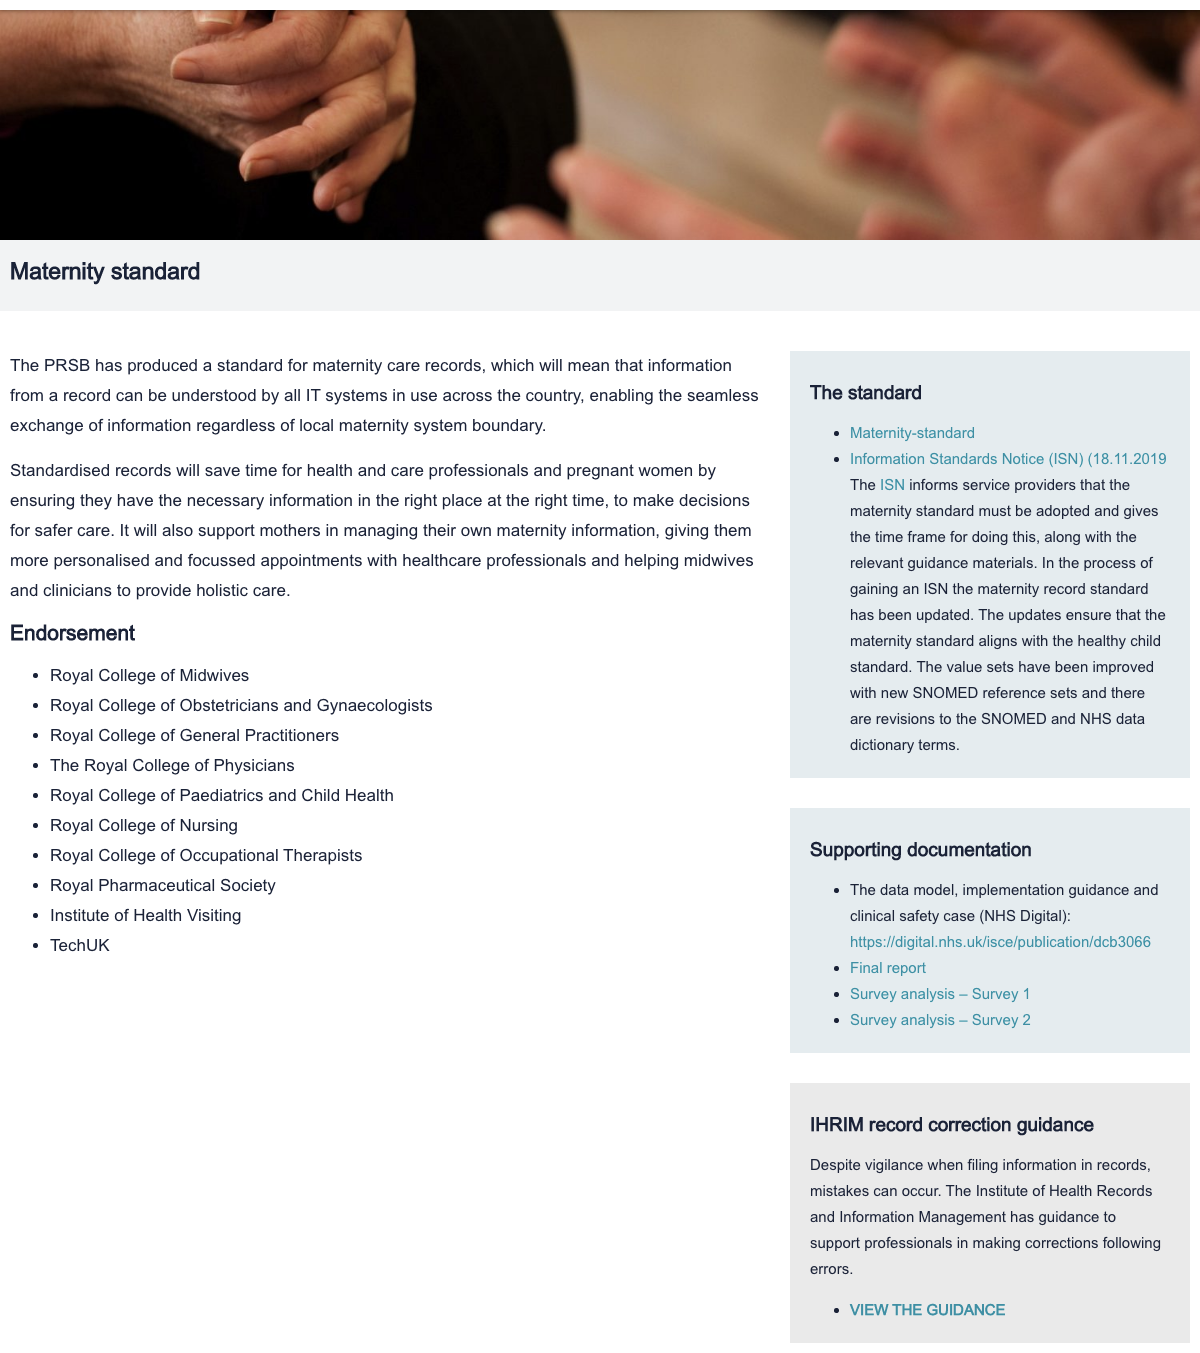 Maternity standard
The PRSB has produced a standard for maternity care records, which will mean that information
from a record can be understood by all IT systems in use across the country, enabling the seamless
exchange of information regardless of local maternity system boundary.
Standardised records will save time for health and care professionals and pregnant women by
ensuring they have the necessary information in the right place at the right time, to make decisions
for safer care. It will also support mothers in managing their own maternity information, giving them
more personalised and focussed appointments with healthcare professionals and helping midwives
and clinicians to provide holistic care.
Endorsement
• Royal College of Midwives
• Royal College of Obstetricians and Gynaecologists
• Royal College of General Practitioners
• The Royal College of Physicians
• Royal College of Paediatrics and Child Health
• Royal College of Nursing
• Royal College of Occupational Therapists
• Royal Pharmaceutical Society
• Institute of Health Visiting
• TechUK
The standard
• Maternity-standard
• Information Standards Notice (ISN) (18.11.2019
The ISN informs service providers that the
maternity standard must be adopted and gives
the time frame for doing this, along with the
relevant guidance materials. In the process of
gaining an ISN the maternity record standard
has been updated. The updates ensure that the
maternity standard aligns with the healthy child
standard. The value sets have been improved
with new SNOMED reference sets and there
are revisions to the SNOMED and NHS data
dictionary terms.
Supporting documentation
• The data model, implementation guidance and
clinical safety case (NHS Digital):
https://digital.nhs.uk/isce/publication/dcb3066
• Final report
• Survey analysis – Survey 1
• Survey analysis – Survey 2
IHRIM record correction guidance
Despite vigilance when filing information in records,
mistakes can occur. The Institute of Health Records
and Information Management has guidance to
support professionals in making corrections following
errors.
• VIEW THE GUIDANCE